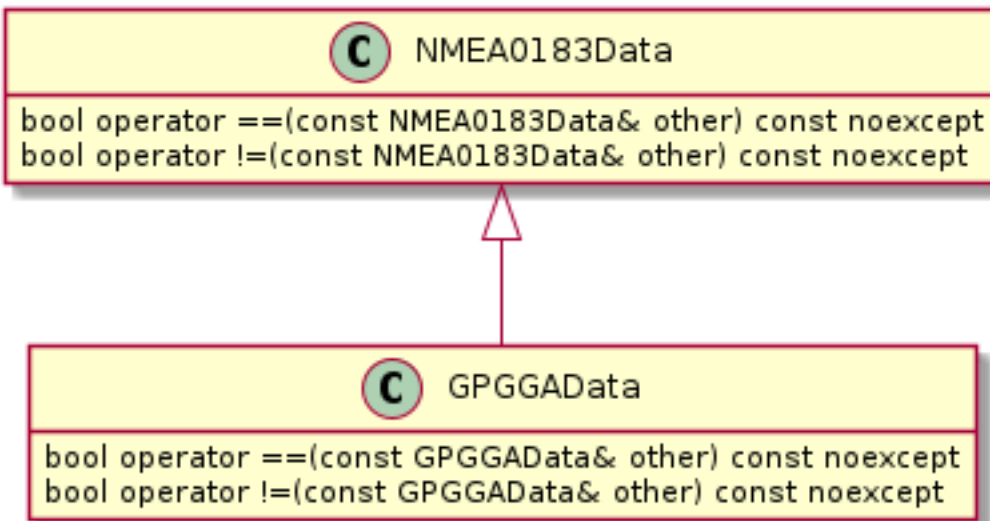 C NMEA0183Data
bool operator ==(const NMEA0183Data& other) const noexcept
bool operator !=(const NMEA0183Data& other) const noexcept
C GPGGAData
bool operator ==(const GPGGAData& other) const noexcept
bool operator !=(const GPGGAData& other) const noexcept